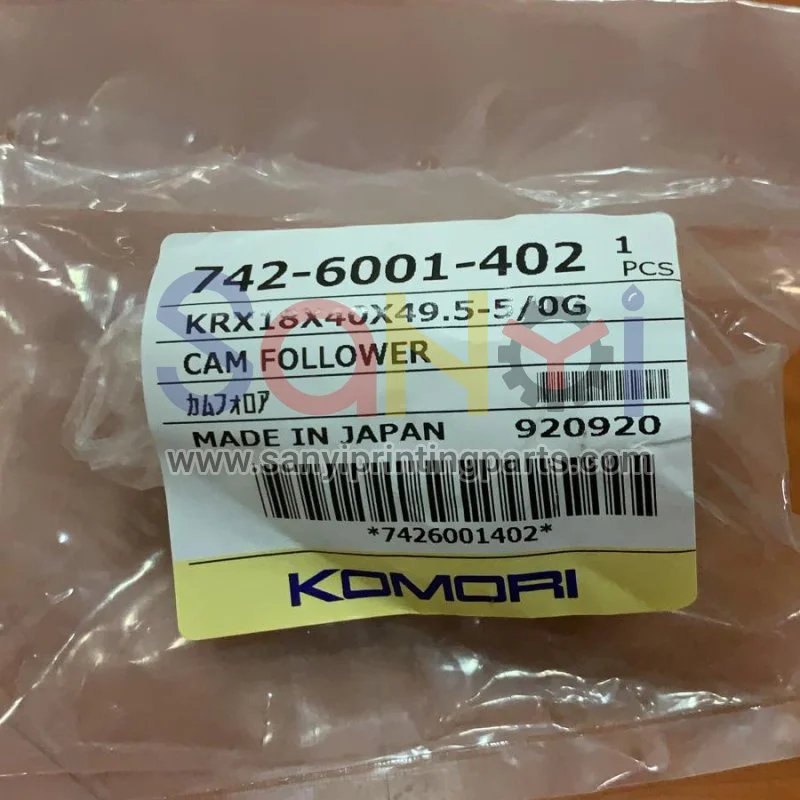 742-6001-402 1 PCS
KRX18X40X49.5-5/0G
CAM FOLLOWER
カムフォロア
MADE IN JAPAN 920920
*7426001402*
KOMORI
SanYi
www.sanyiprintingparts.com